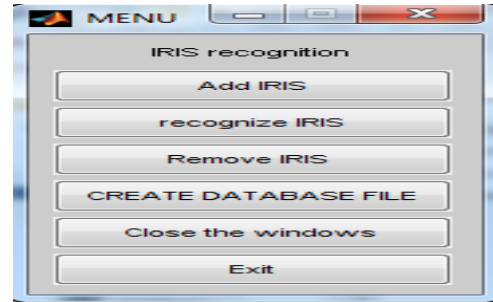 MENU
IRIS recognition
Add IRIS
recognize IRIS
Remove IRIS
CREATE DATABASE FILE
Close the windows
Exit